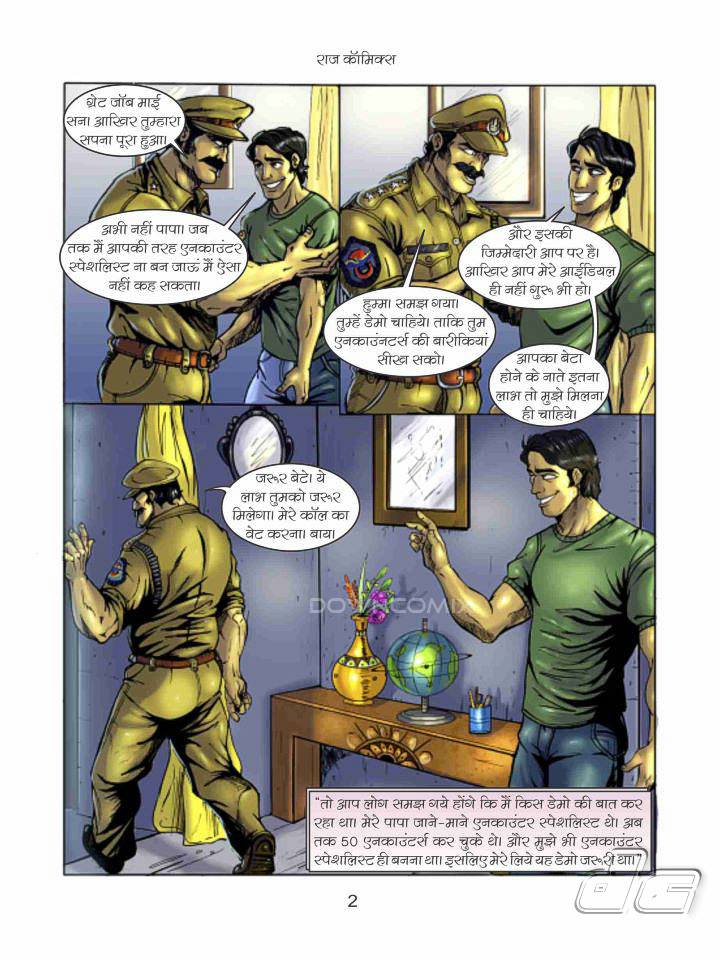 राज कॉमिक्स
ग्रेट जॉब माई
सन। आखिर तुम्हारा
सपना पूरा हुआ।
अभी नहीं पापा। जब
तक मैं आपकी तरह एनकाउंटर
स्पेशलिस्ट ना बन जाऊं मैं ऐसा
नहीं कह सकता।
हुम्म। समझ गया।
तुम्हें डेमो चाहिये। ताकि तुम
एनकाउंनटर्स की बारीकियां
सीख सको।
और इसकी
जिम्मेदारी आप पर है।
आखिर आप मेरे आईडियल
ही नहीं गुरू भी हो।
आपका बेटा
होने के नाते इतना
लाभ तो मुझे मिलना
ही चाहिये।
जरूर बेटे। ये
लाभ तुमको जरूर
मिलेगा। मेरे कॉल का
वेट करना। बाय।
DOWNCOMIX
"तो आप लोग समझ गये होंगे कि मैं किस डेमो की बात कर
रहा था। मेरे पापा जाने-माने एनकाउंटर स्पेशलिस्ट थे। अब
तक 50 एनकाउंटर्स कर चुके थे। और मुझे भी एनकाउंटर
स्पेशलिस्ट ही बनना था। इसलिए मेरे लिये यह डेमो जरूरी था।"
dc
2